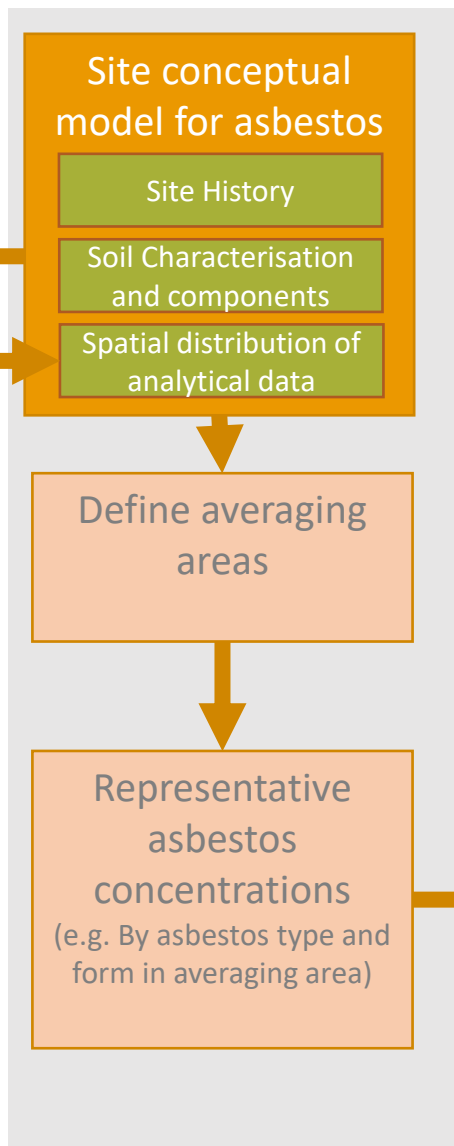 Site conceptual
model for asbestos
Site History
Soil Characterisation
and components
Spatial distribution of
analytical data
Define averaging
areas
Representative
asbestos
concentrations
(e.g. By asbestos type and
form in averaging area)